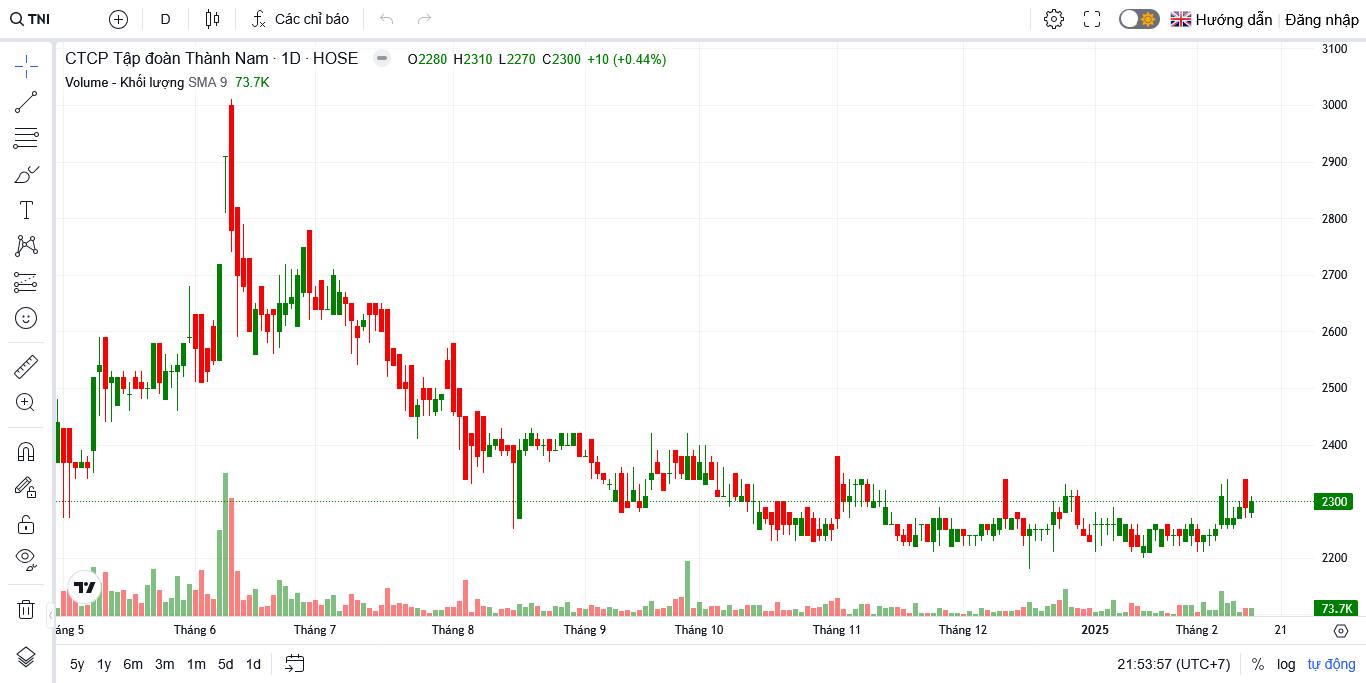 TNI D Các chỉ báo Hướng dẫn Đăng nhập
CTCP Tập đoàn Thành Nam · 1D · HOSE O2280 H2310 L2270 C2300 +10 (+0.44%)
Volume - Khối lượng SMA 9 73.7K
3100
3000
2900
2800
2700
2600
2500
2400
2300
2200
73.7K
áng 5 Tháng 6 Tháng 7 Tháng 8 Tháng 9 Tháng 10 Tháng 11 Tháng 12 2025 Tháng 2 21
5y 1y 6m 3m 1m 5d 1d 21:53:57 (UTC+7) % log tự động